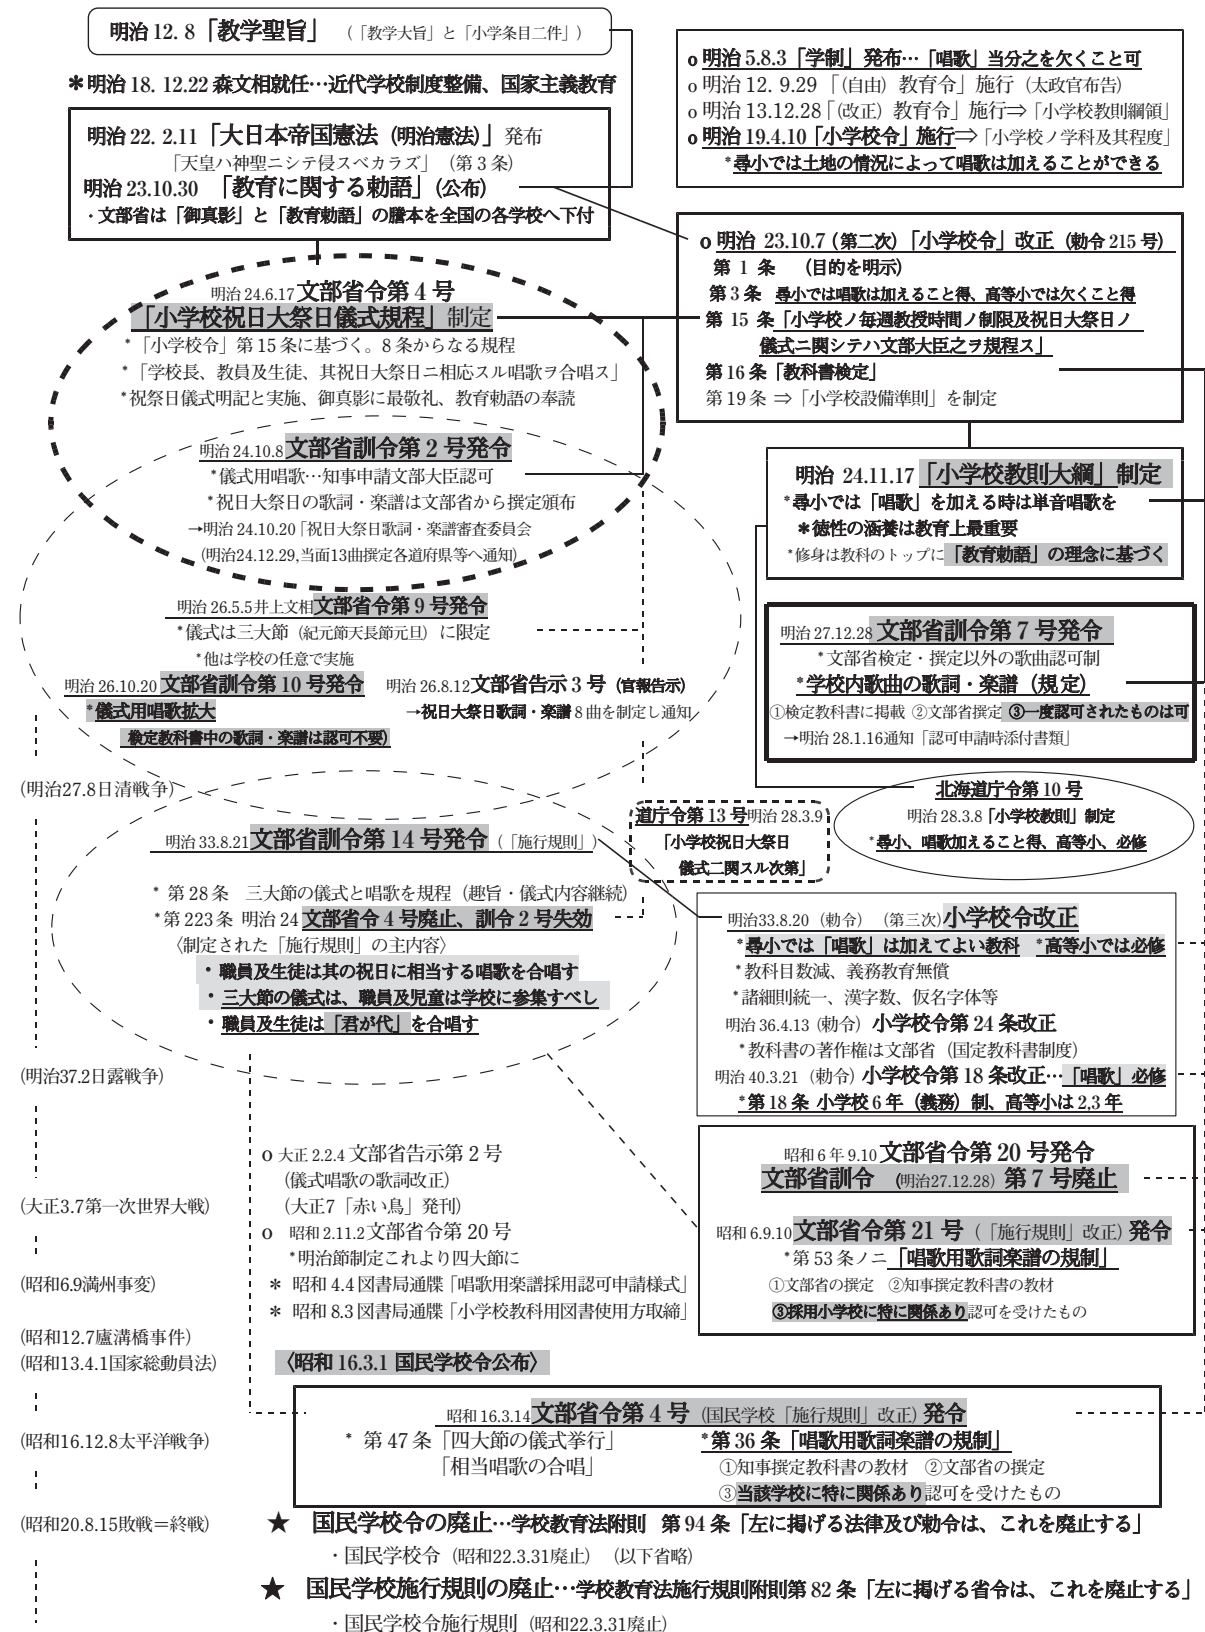 明治 12. 8「教学聖旨」 （「教学大旨」と「小学条目二件」）
＊明治 18. 12.22 森文相就任…近代学校制度整備、国家主義教育
明治 22. 2.11「大日本帝国憲法（明治憲法）」発布
「天皇ハ神聖ニシテ侵スベカラズ」（第 3 条）
明治 23.10.30 「教育に関する勅語」（公布）
・文部省は「御真影」と「教育勅語」の謄本を全国の各学校へ下付
o 明治 5.8.3「学制」発布…「唱歌」当分之を欠くこと可
o 明治 12. 9.29「（自由）教育令」施行（太政官布告）
o 明治 13.12.28「（改正）教育令」施行⇒「小学校教則綱領」
o 明治 19.4.10「小学校令」施行⇒「小学校ノ学科及其程度」
*尋小では土地の情況によって唱歌は加えることができる
o 明治 23.10.7（第二次）「小学校令」改正（勅令 215 号）
第 1 条 （目的を明示）
第 3 条 尋小では唱歌は加えること得、高等小では欠くこと得
第 15 条「小学校ノ毎週教授時間ノ制限及祝日大祭日ノ
儀式ニ関シテハ文部大臣之ヲ規程ス」
第 16 条「教科書検定」
第 19 条 ⇒「小学校設備準則」を制定
明治 24.6.17 文部省令第 4 号
「小学校祝日大祭日儀式規程」制定
*「小学校令」第 15 条に基づく。8 条からなる規程
*「学校長、教員及生徒、其祝日大祭日ニ相応スル唱歌ヲ合唱ス」
*祝祭日儀式明記と実施、御真影に最敬礼、教育勅語の奉読
明治 24.10.8 文部省訓令第 2 号発令
*儀式用唱歌…知事申請文部大臣認可
*祝日大祭日の歌詞・楽譜は文部省から撰定頒布
→明治 24.10.20「祝日大祭日歌詞・楽譜審査委員会
（明治24.12.29,当面13曲撰定各道府県等へ通知）
明治 24.11.17「小学校教則大綱」制定
*尋小では「唱歌」を加える時は単音唱歌を
＊徳性の涵養は教育上最重要
*修身は教科のトップに「教育勅語」の理念に基づく
明治 26.5.5 井上文相 文部省令第 9 号発令
*儀式は三大節（紀元節天長節元旦）に限定
*他は学校の任意で実施
明治 26.10.20 文部省訓令第 10 号発令
*儀式用唱歌拡大
検定教科書中の歌詞・楽譜は認可不要）
明治 26.8.12 文部省告示 3 号（官報告示）
→祝日大祭日歌詞・楽譜 8 曲を制定し通知
明治 27.12.28 文部省訓令第 7 号発令
*文部省検定・撰定以外の歌曲認可制
*学校内歌曲の歌詞・楽譜（規定）
①検定教科書に掲載 ②文部省撰定 ③一度認可されたものは可
→明治 28.1.16通知「認可申請時添付書類」
（明治27.8日清戦争）
北海道庁令第 10 号
明治 28.3.8「小学校教則」制定
*尋小、唱歌加えること得、高等小、必修
道庁令第 13 号 明治 28.3.9
「小学校祝日大祭日
儀式二関スル次第」
明治 33.8.21 文部省訓令第 14 号発令（「施行規則」）
* 第 28 条 三大節の儀式と唱歌を規程（趣旨・儀式内容継続）
*第 223 条 明治 24 文部省令 4 号廃止、訓令 2 号失効
〈制定された「施行規則」の主内容〉
・職員及生徒は其の祝日に相当する唱歌を合唱す
・三大節の儀式は、職員及児童は学校に参集すべし
・職員及生徒は「君が代」を合唱す
明治33.8.20（勅令）（第三次）小学校令改正
*尋小では「唱歌」は加えてよい教科 *高等小では必修
*教科目数減、義務教育無償
*諸細則統一、漢字数、仮名字体等
明治 36.4.13（勅令）小学校令第 24 条改正
*教科書の著作権は文部省（国定教科書制度）
明治 40.3.21（勅令）小学校令第 18 条改正…「唱歌」必修
*第 18 条 小学校 6 年（義務）制、高等小は 2,3 年
（明治37.2日露戦争）
o 大正 2.2.4 文部省告示第 2 号
（儀式唱歌の歌詞改正）
（大正7「赤い鳥」発刊）
o 昭和 2.11.2 文部省令第 20 号
*明治節制定これより四大節に
＊ 昭和 4.4 図書局通牒「唱歌用楽譜採用認可申請様式」
＊ 昭和 8.3 図書局通牒「小学校教科用図書使用方取締」
昭和 6 年 9.10 文部省令第 20 号発令
文部省訓令 （明治27.12.28）第 7 号廃止
昭和 6.9.10 文部省令第 21 号（「施行規則」改正）発令
*第 53 条ノニ「唱歌用歌詞楽譜の規制」
①文部省の撰定 ②知事撰定教科書の教材
③採用小学校に特に関係あり認可を受けたもの
（大正3.7第一次世界大戦）
（昭和6.9満州事変）
（昭和12.7廬溝橋事件）
（昭和13.4.1国家総動員法）
〈昭和 16.3.1 国民学校令公布〉
昭和 16.3.14 文部省令第 4 号（国民学校「施行規則」改正）発令
* 第 47 条「四大節の儀式挙行」
「相当唱歌の合唱」
*第 36 条「唱歌用歌詞楽譜の規制」
①知事撰定教科書の教材 ②文部省の撰定
③当該学校に特に関係あり認可を受けたもの
（昭和16.12.8太平洋戦争）
（昭和20.8.15敗戦＝終戦）
★ 国民学校令の廃止…学校教育法附則 第 94 条「左に掲げる法律及び勅令は、これを廃止する」
・国民学校令（昭和22.3.31廃止）（以下省略）
★ 国民学校施行規則の廃止…学校教育法施行規則附則第 82 条「左に掲げる省令は、これを廃止する」
・国民学校令施行規則（昭和22.3.31廃止）